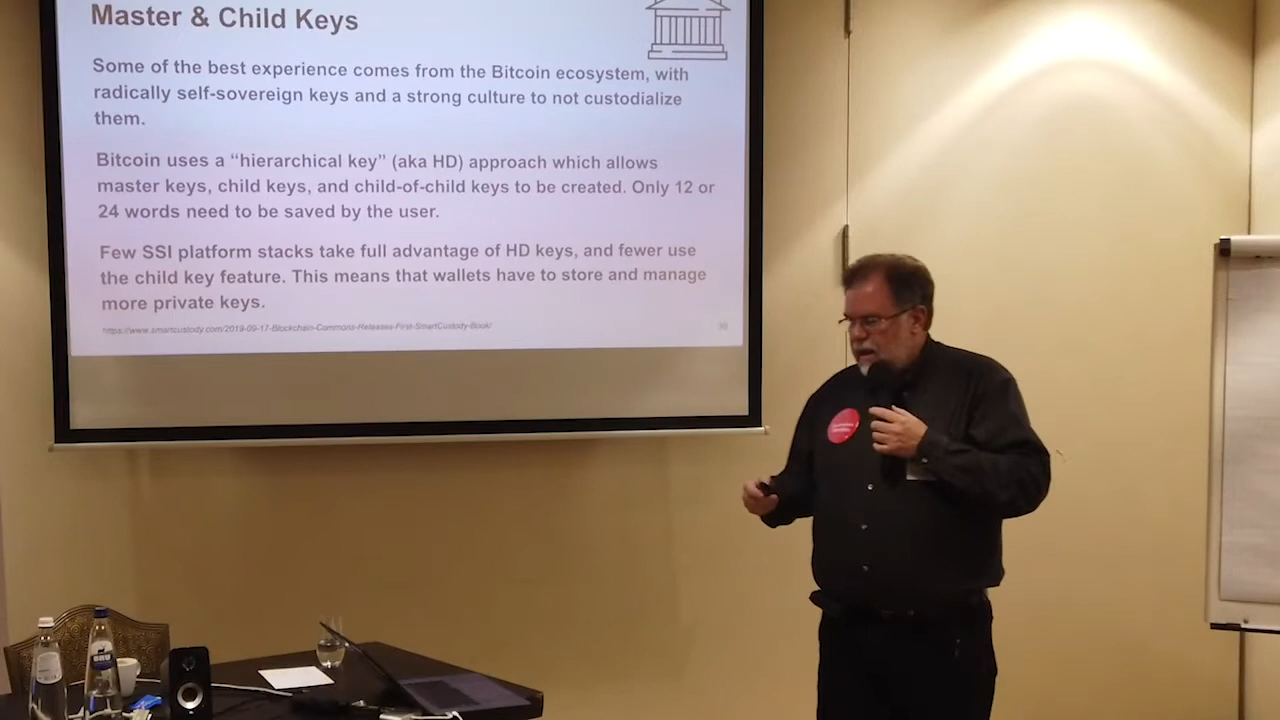 Master & Child Keys
Some of the best experience comes from the Bitcoin ecosystem, with
radically self-sovereign keys and a strong culture to not custodialize
them.
Bitcoin uses a “hierarchical key” (aka HD) approach which allows
master keys, child keys, and child-of-child keys to be created. Only 12 or
24 words need to be saved by the user.
Few SSI platform stacks take full advantage of HD keys, and fewer use
the child key feature. This means that wallets have to store and manage
more private keys.
https://www.smartcustody.com/2019-09-17-Blockchain-Commons-Releases-First-SmartCustody-Book/
BRU